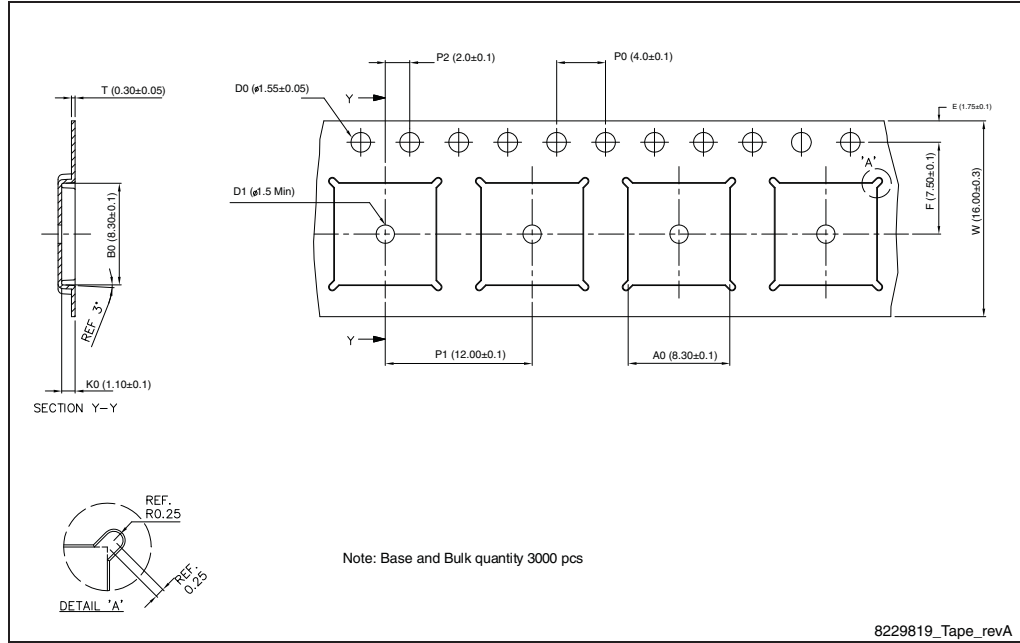 P2 (2.0±0.1)
P0 (4.0±0.1)
T (0.30±0.05)
D0 (ø1.55±0.05)
Y
E (1.75±0.1)
'A'
D1 (ø1.5 Min)
B0 (8.30±0.1)
F (7.50±0.1)
W (16.00±0.3)
REF 3°
Y
P1 (12.00±0.1)
A0 (8.30±0.1)
K0 (1.10±0.1)
SECTION Y-Y
REF.
R0.25
REF.
0.25
DETAIL 'A'
Note: Base and Bulk quantity 3000 pcs
8229819_Tape_revA